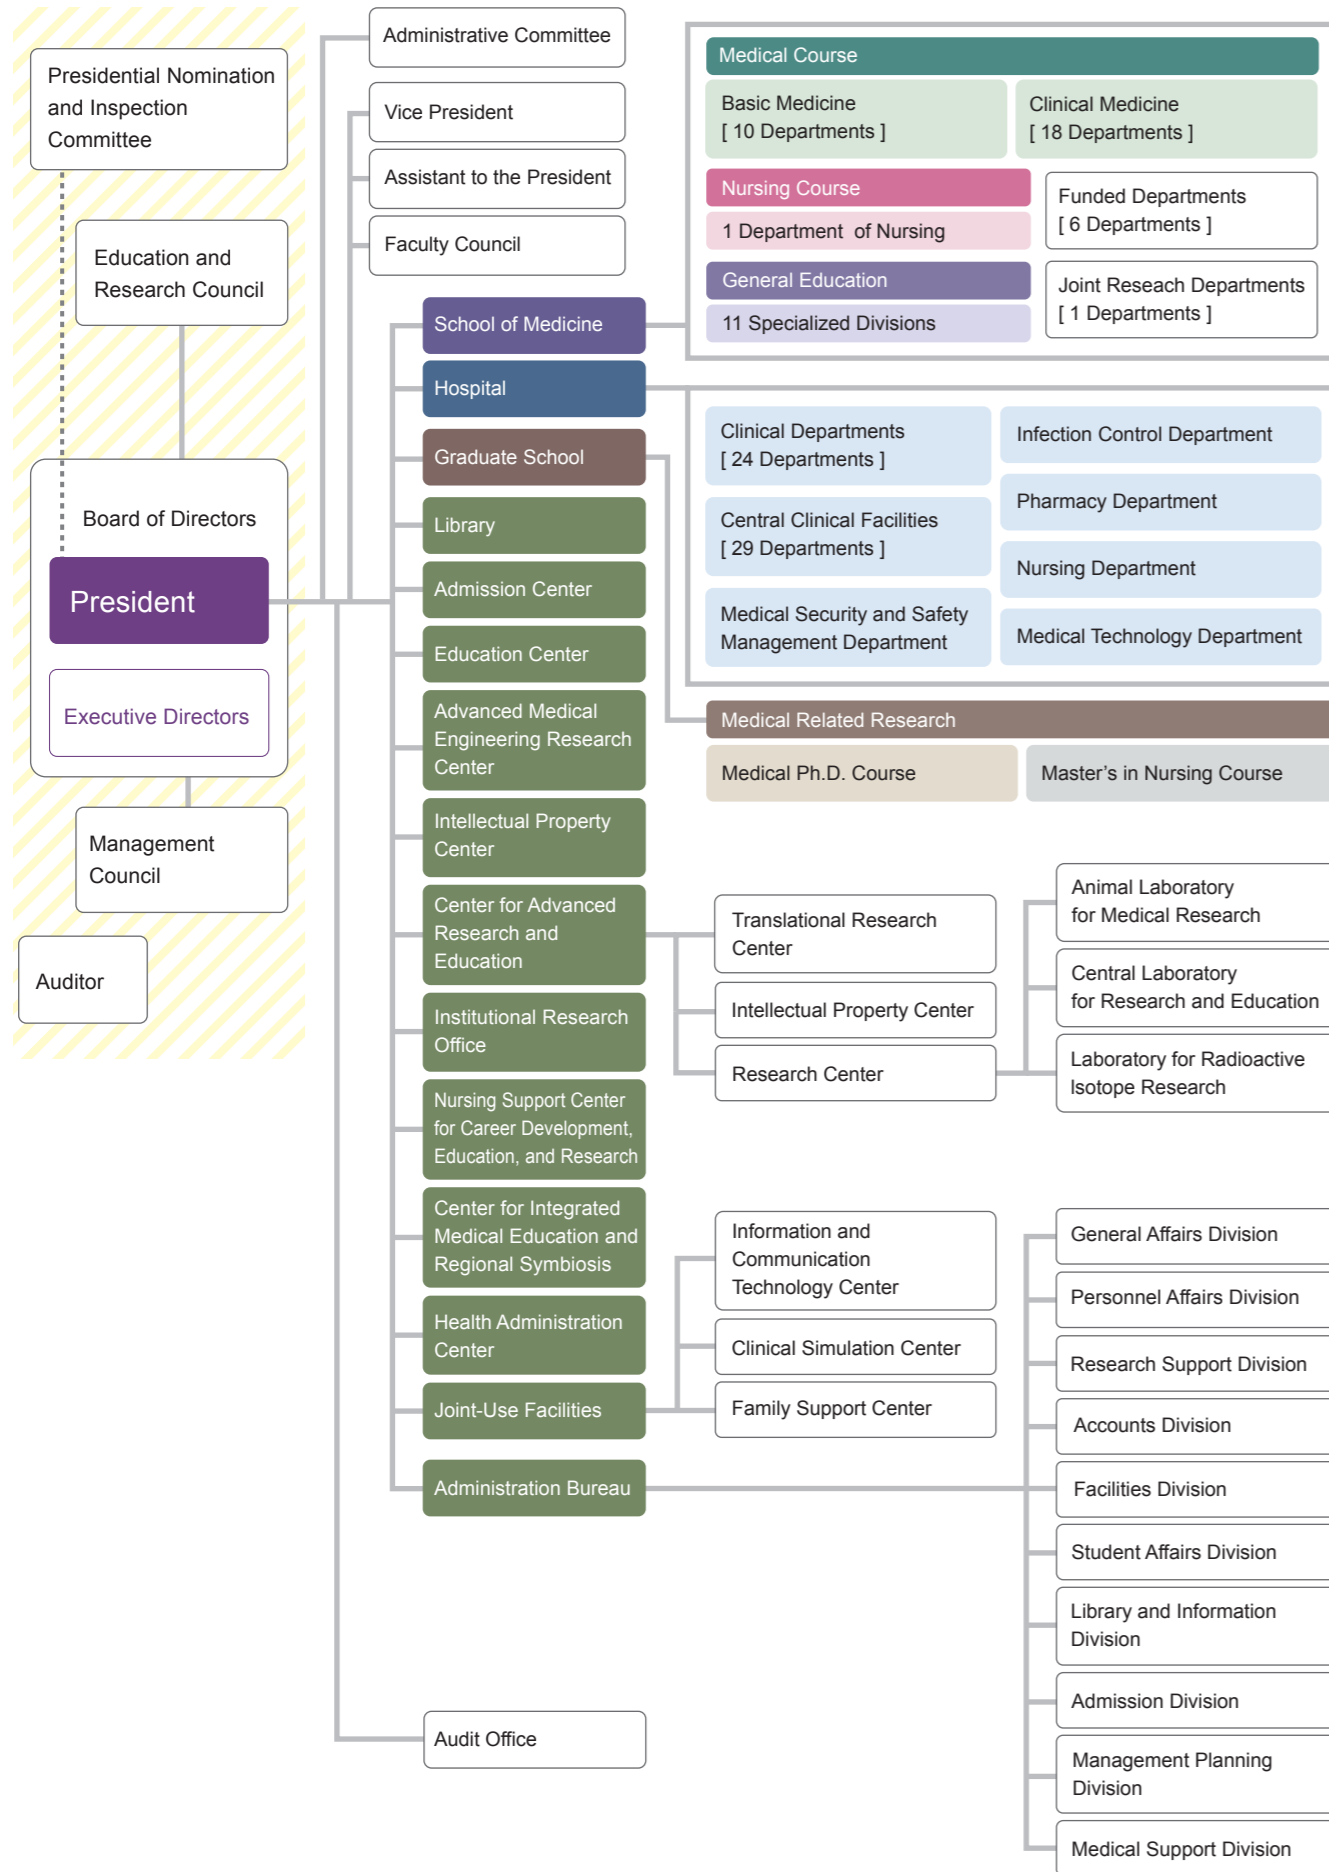 Presidential Nomination
and Inspection
Committee
Education and
Research Council
Board of Directors
President
Executive Directors
Management
Council
Auditor
Administrative Committee
Vice President
Assistant to the President
Faculty Council
School of Medicine
Hospital
Graduate School
Library
Admission Center
Education Center
Advanced Medical
Engineering Research
Center
Intellectual Property
Center
Center for Advanced
Research and
Education
Institutional Research
Office
Nursing Support Center
for Career Development,
Education, and Research
Center for Integrated
Medical Education and
Regional Symbiosis
Health Administration
Center
Joint-Use Facilities
Administration Bureau
Audit Office
Medical Course
Basic Medicine
[ 10 Departments ]
Clinical Medicine
[ 18 Departments ]
Nursing Course
1 Department of Nursing
General Education
11 Specialized Divisions
Funded Departments
[ 6 Departments ]
Joint Reseach Departments
[ 1 Departments ]
Clinical Departments
[ 24 Departments ]
Central Clinical Facilities
[ 29 Departments ]
Medical Security and Safety
Management Department
Infection Control Department
Pharmacy Department
Nursing Department
Medical Technology Department
Medical Related Research
Medical Ph.D. Course
Master's in Nursing Course
Translational Research
Center
Intellectual Property Center
Research Center
Animal Laboratory
for Medical Research
Central Laboratory
for Research and Education
Laboratory for Radioactive
Isotope Research
Information and
Communication
Technology Center
Clinical Simulation Center
Family Support Center
General Affairs Division
Personnel Affairs Division
Research Support Division
Accounts Division
Facilities Division
Student Affairs Division
Library and Information
Division
Admission Division
Management Planning
Division
Medical Support Division